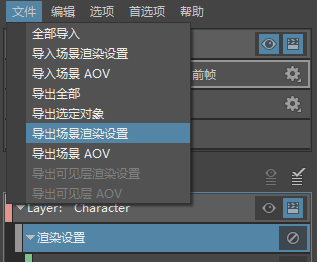 文件 编辑 选项 首选项 帮助
全部导入
导入场景渲染设置
导入场景 AOV
导出全部
前帧
导出选定对象
导出场景渲染设置
导出场景 AOV
导出可见层渲染设置
导出可见层 AOV
Layer: Character
渲染设置